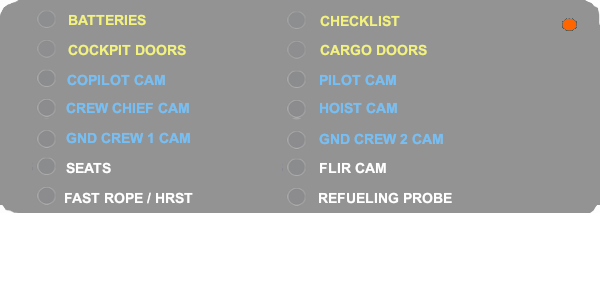 BATTERIES
CHECKLIST
COCKPIT DOORS
CARGO DOORS
COPILOT CAM
PILOT CAM
CREW CHIEF CAM
HOIST CAM
GND CREW 1 CAM
GND CREW 2 CAM
SEATS
FLIR CAM
FAST ROPE / HRST
REFUELING PROBE